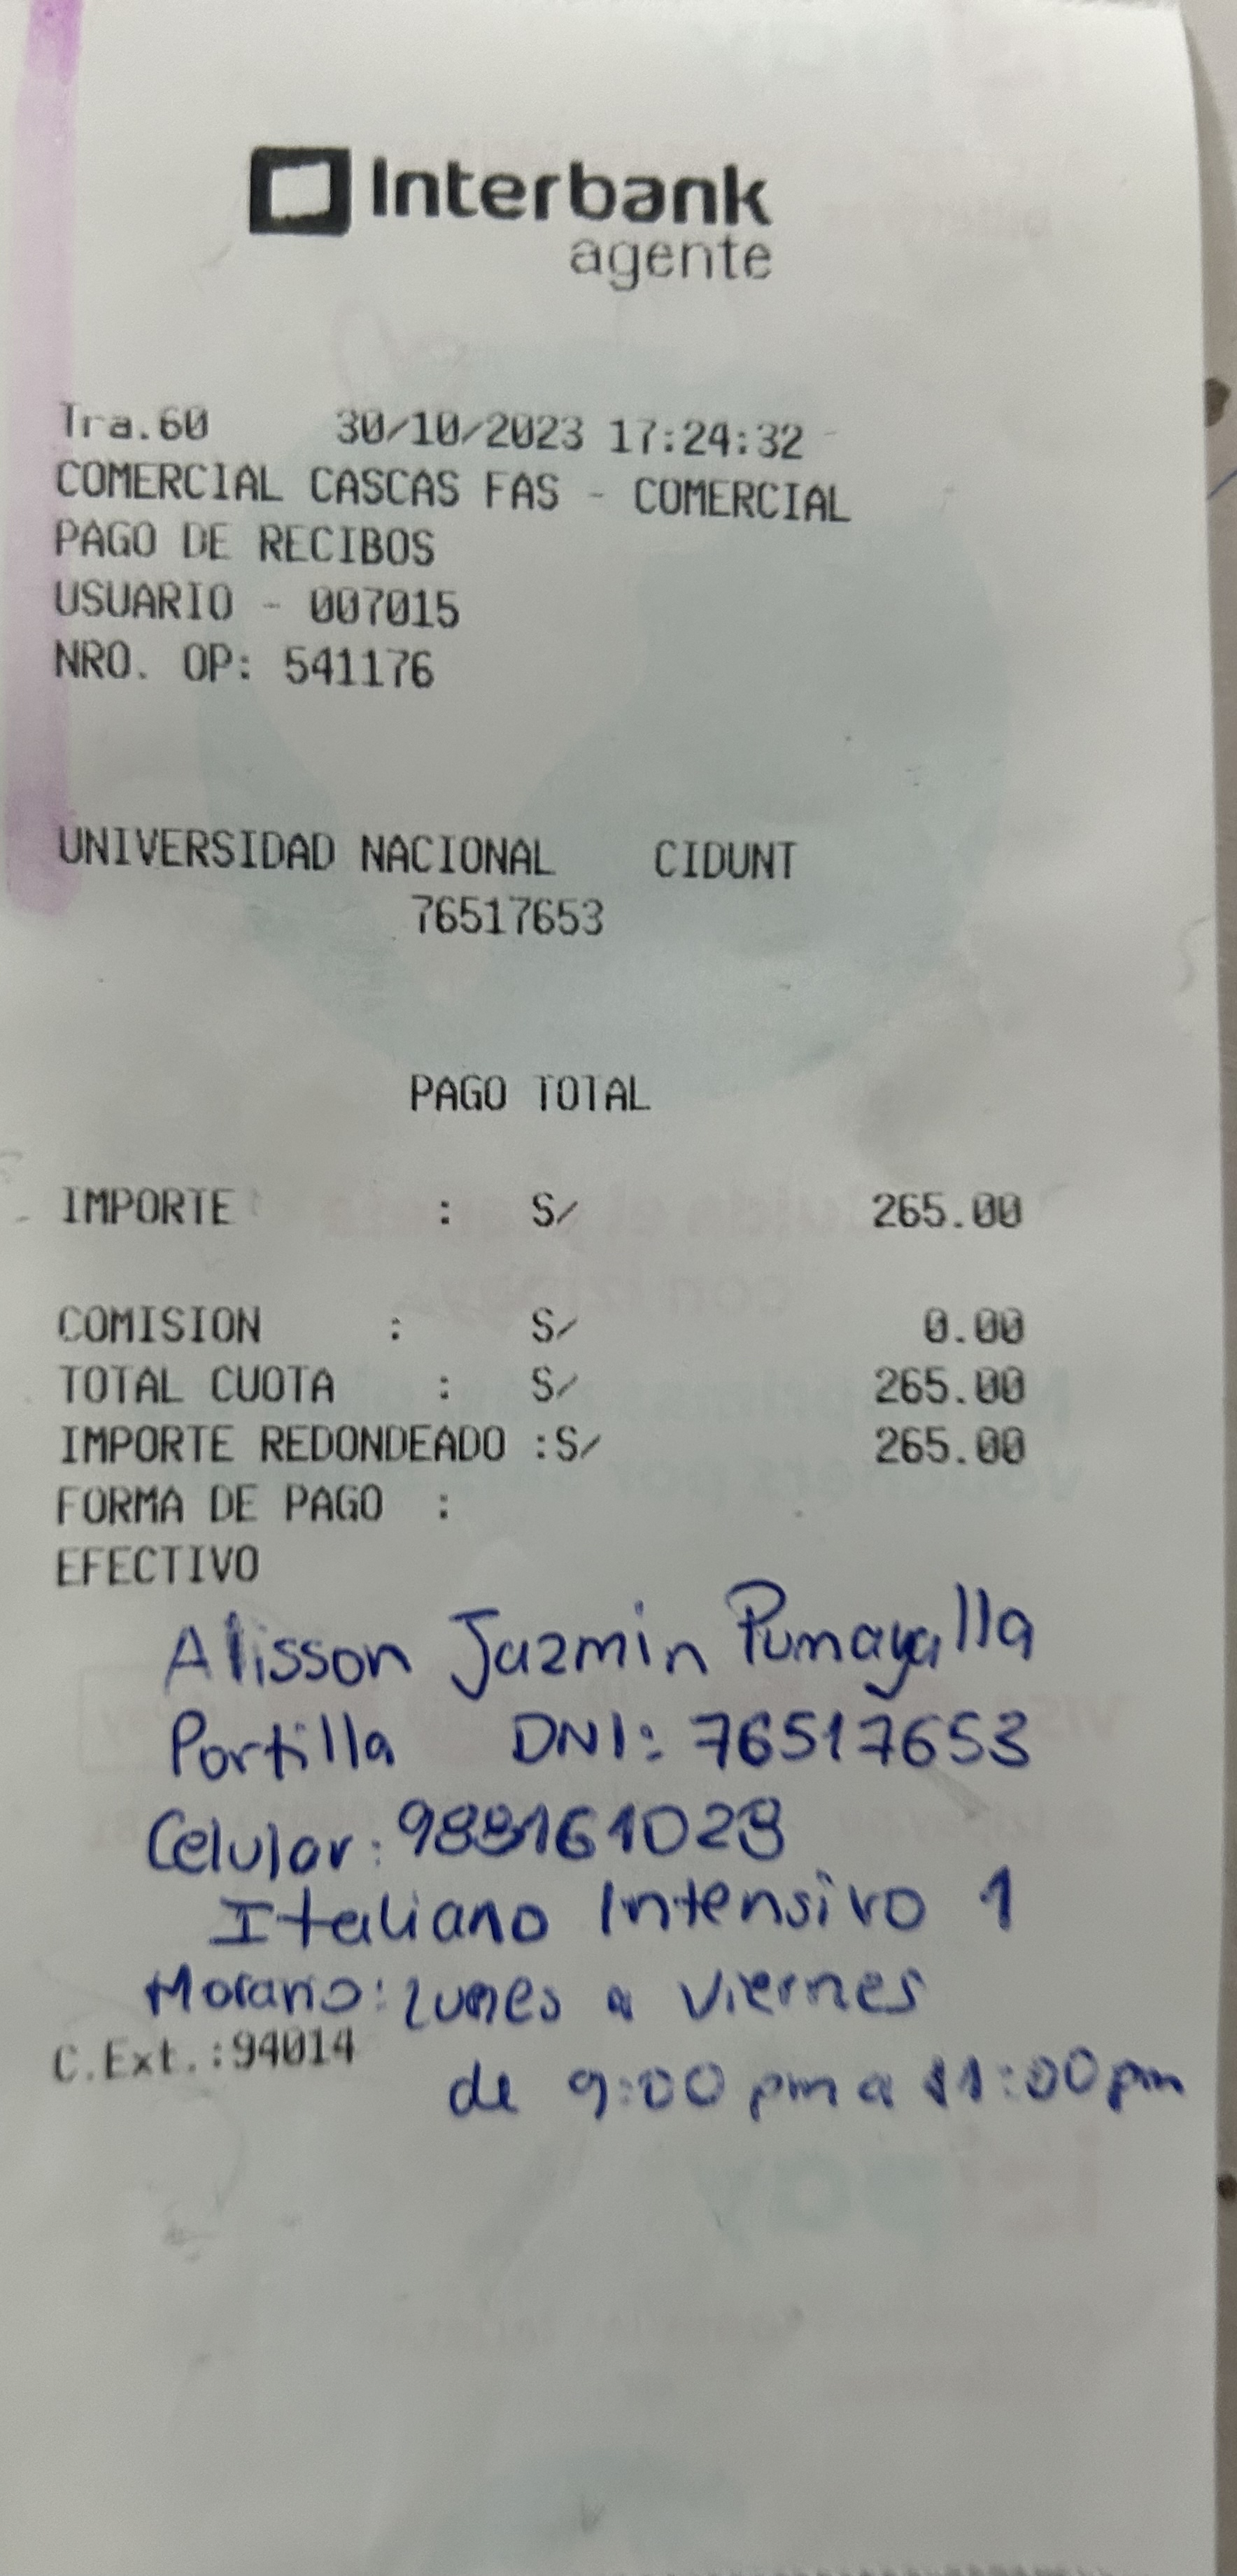 Interbank
agente
Tra.60 30/10/2023 17:24:32
COMERCIAL CASCAS FAS - COMERCIAL
PAGO DE RECIBOS
USUARIO - 007015
NRO. OP: 541176
UNIVERSIDAD NACIONAL CIDUNT
76517653
PAGO TOTAL
IMPORTE : S/ 265.00
COMISION : S/ 0.00
TOTAL CUOTA : S/ 265.00
IMPORTE REDONDEADO :S/ 265.00
FORMA DE PAGO :
EFECTIVO
Alisson Jazmin Pumayalla
Portilla DNI: 76517653
Celular:
Italiano Intensivo 1
Horario: lunes a viernes
C.Ext.:94014
de 9:00 pm a 11:00 pm